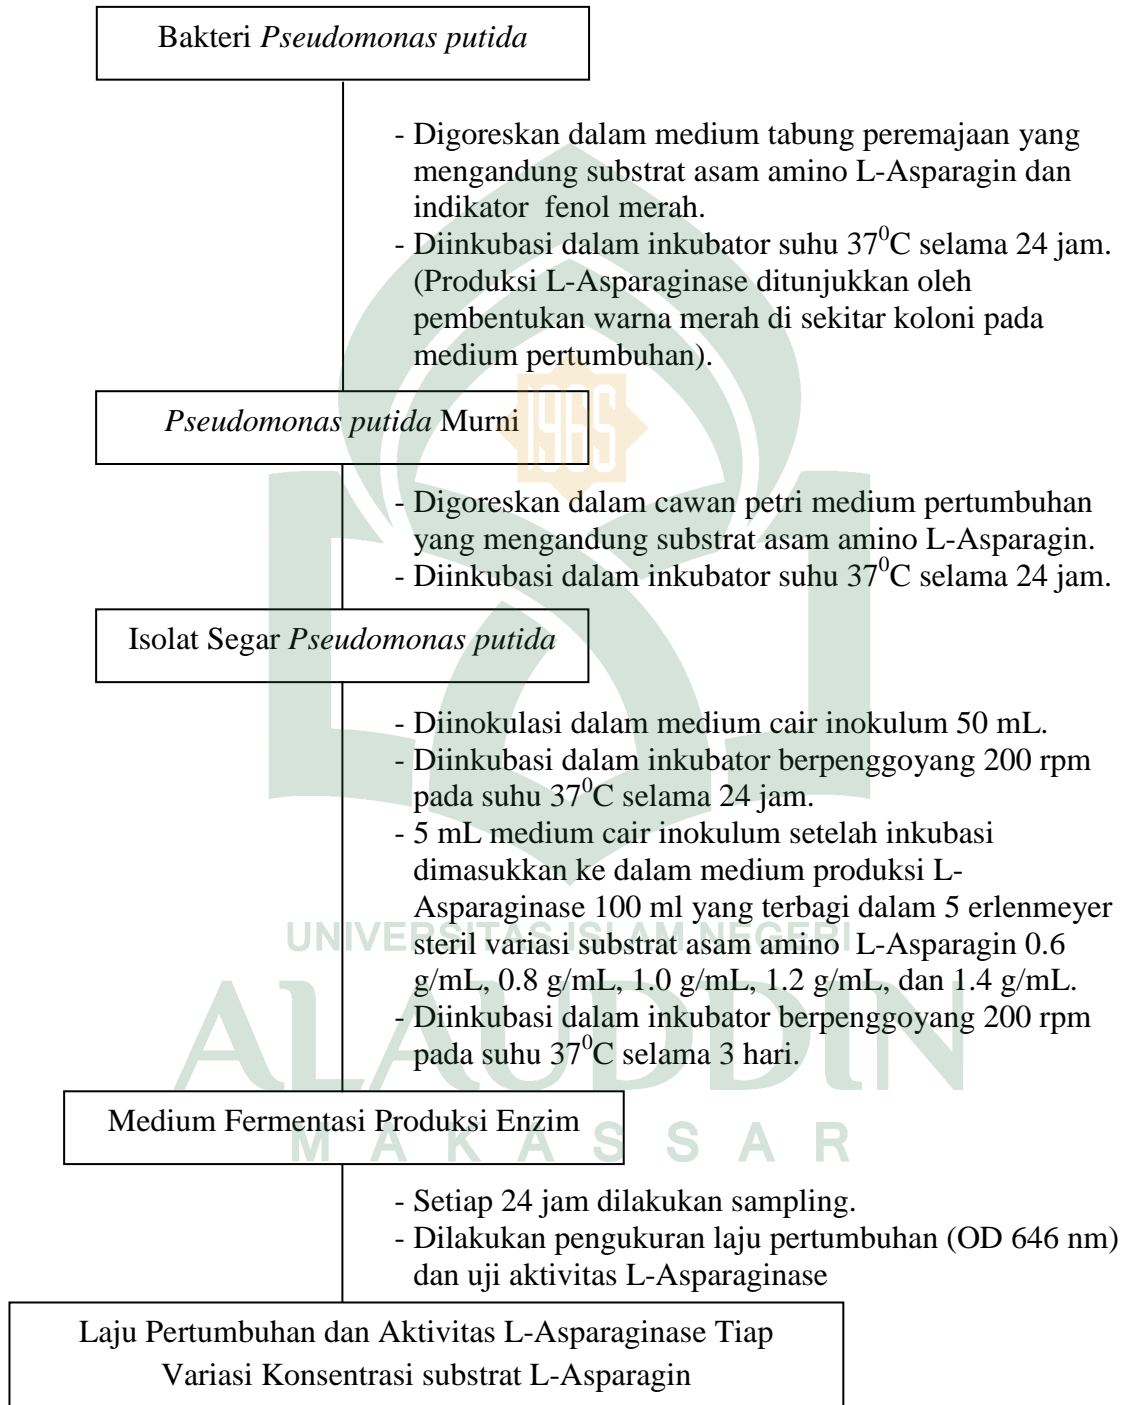 Bakteri Pseudomonas putida
- Digoreskan dalam medium tabung peremajaan yang
mengandung substrat asam amino L-Asparagin dan
indikator fenol merah.
- Diinkubasi dalam inkubator suhu 37⁰C selama 24 jam.
(Produksi L-Asparaginase ditunjukkan oleh
pembentukan warna merah di sekitar koloni pada
medium pertumbuhan).
1965
Pseudomonas putida Murni
- Digoreskan dalam cawan petri medium pertumbuhan
yang mengandung substrat asam amino L-Asparagin.
- Diinkubasi dalam inkubator suhu 37⁰C selama 24 jam.
Isolat Segar Pseudomonas putida
- Diinokulasi dalam medium cair inokulum 50 mL.
- Diinkubasi dalam inkubator berpenggoyang 200 rpm
pada suhu 37⁰C selama 24 jam.
- 5 mL medium cair inokulum setelah inkubasi
dimasukkan ke dalam medium produksi L-
Asparaginase 100 ml yang terbagi dalam 5 erlenmeyer
steril variasi substrat asam amino L-Asparagin 0.6
g/mL, 0.8 g/mL, 1.0 g/mL, 1.2 g/mL, dan 1.4 g/mL.
- Diinkubasi dalam inkubator berpenggoyang 200 rpm
pada suhu 37⁰C selama 3 hari.
UNIVERSITAS ISLAM NEGERI
ALAUDDIN
MAKASSAR
Medium Fermentasi Produksi Enzim
- Setiap 24 jam dilakukan sampling.
- Dilakukan pengukuran laju pertumbuhan (OD 646 nm)
dan uji aktivitas L-Asparaginase
Laju Pertumbuhan dan Aktivitas L-Asparaginase Tiap
Variasi Konsentrasi substrat L-Asparagin